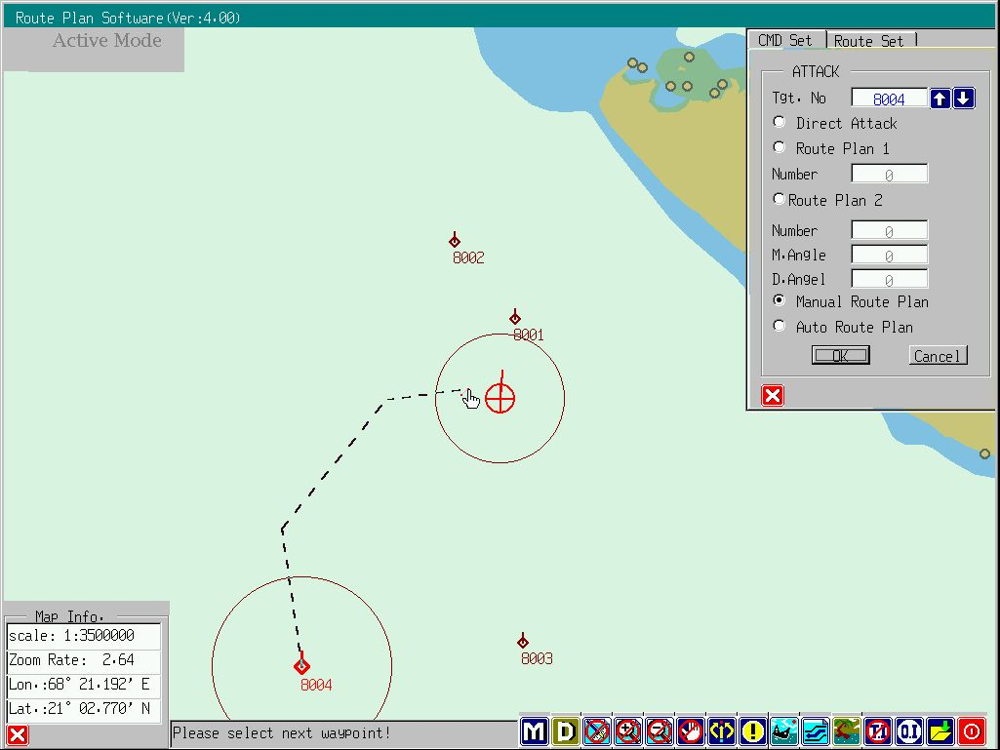 Route Plan Software(Ver:4.00)
Active Mode
CMD Set
Route Set
ATTACK
Tgt. No
8004
Direct Attack
Route Plan 1
Number
0
Route Plan 2
Number
0
M.Angle
0
D.Angel
0
Manual Route Plan
Auto Route Plan
OK
Cancel
8002
8001
8004
8003
Map Info.
scale: 1:3500000
Zoom Rate: 2.64
Lon.:68° 21.192' E
Lat.:21° 02.770' N
Please select next waypoint!
M
D